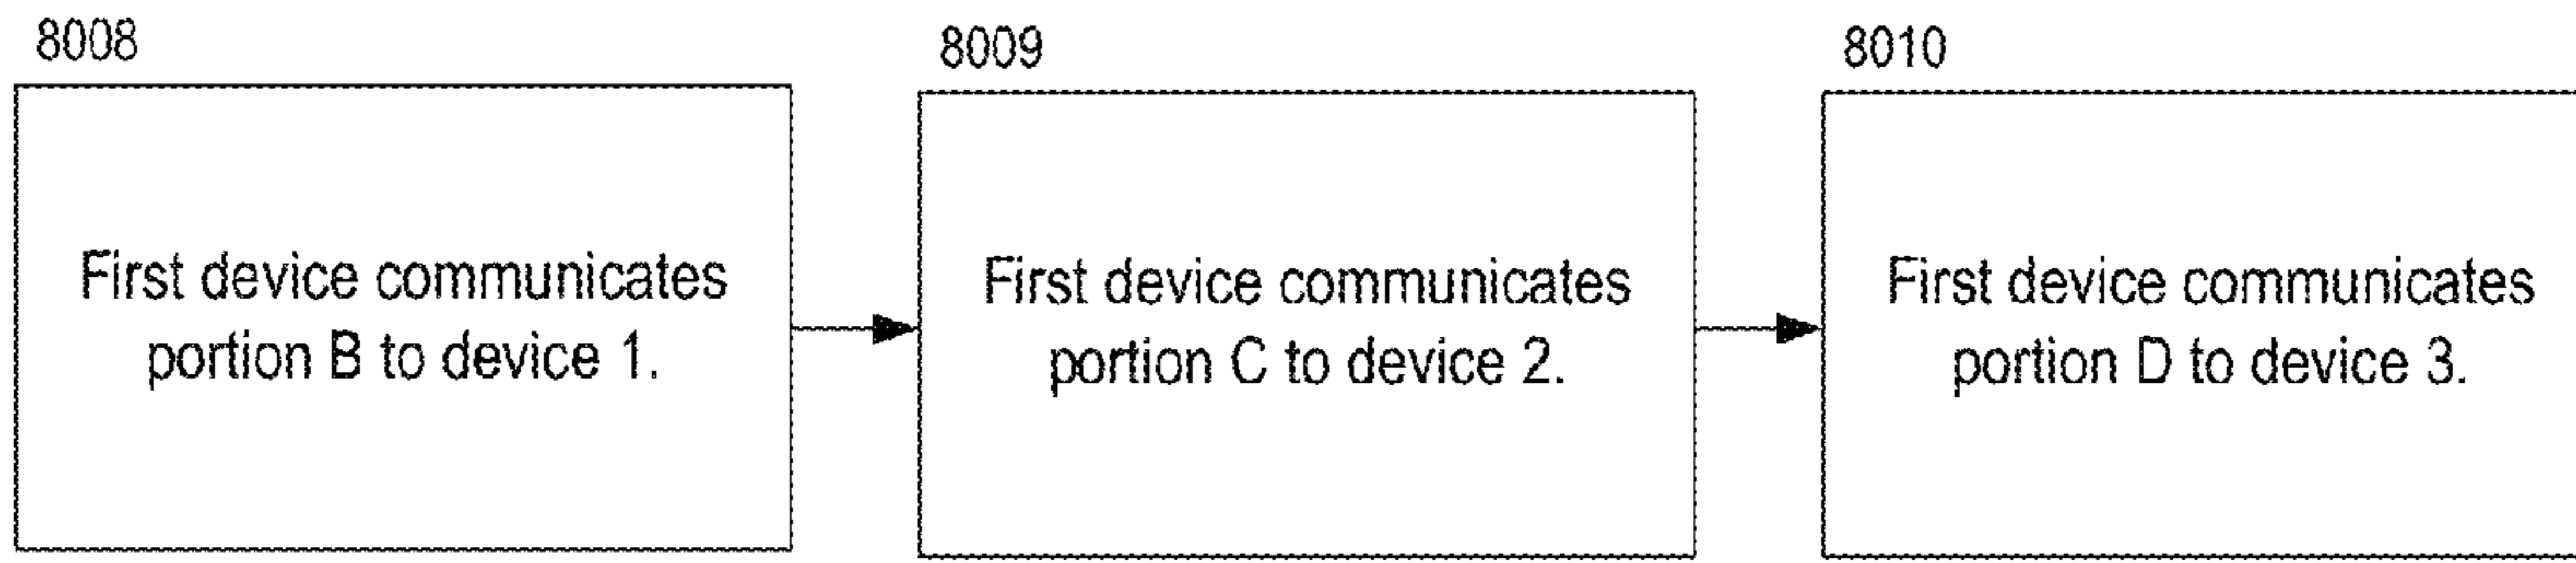 8008
First device communicates
portion B to device 1.
8009
First device communicates
portion C to device 2.
8010
First device communicates
portion D to device 3.